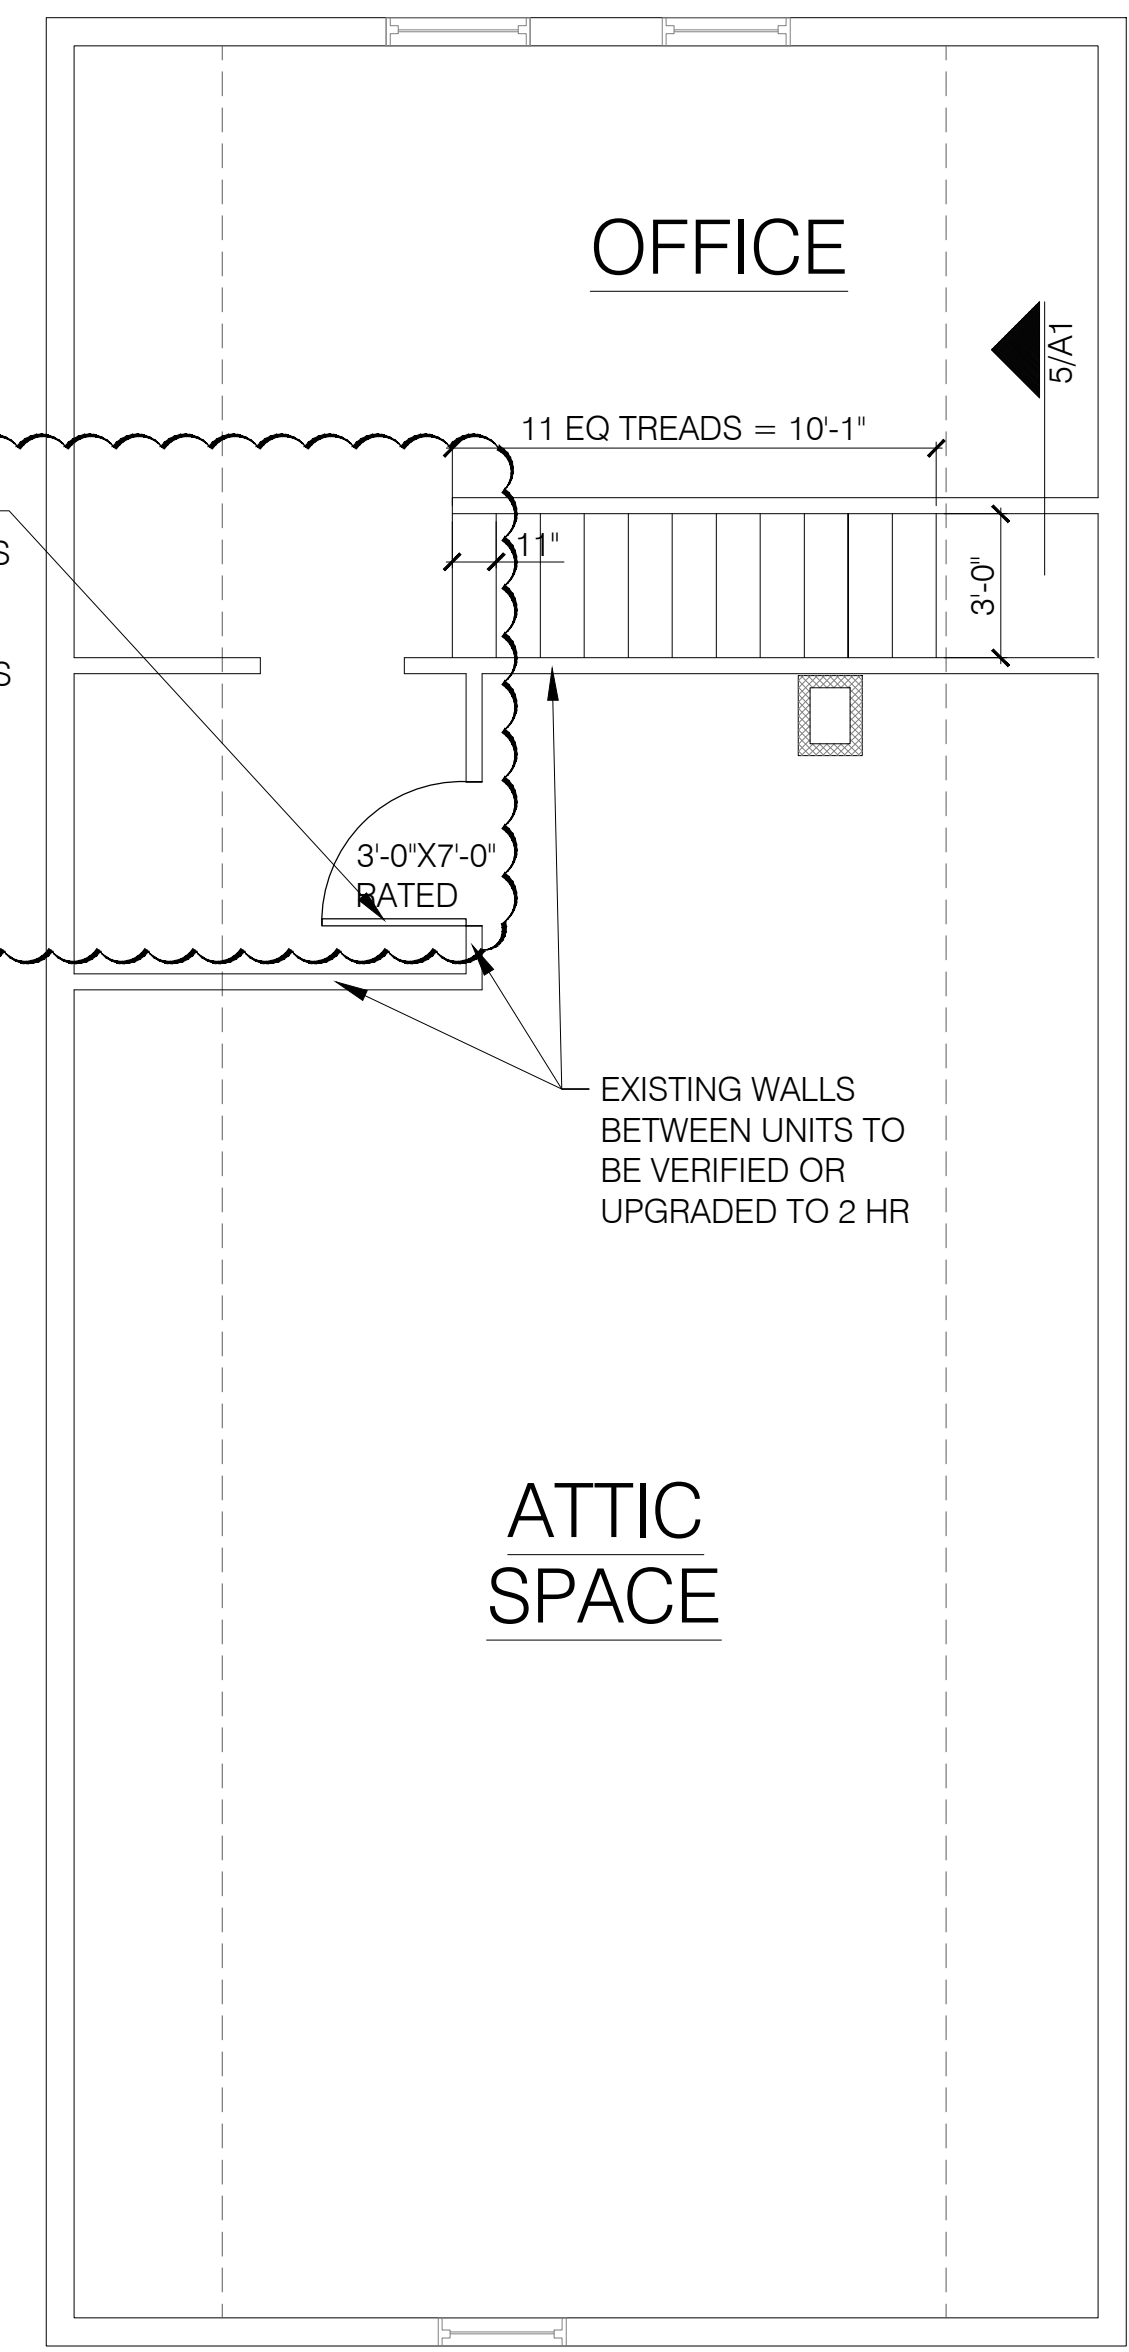 OFFICE
5/A1
11 EQ TREADS = 10'-1"
11"
3'-0"
S
S
3'-0"X7'-0"
RATED
EXISTING WALLS
BETWEEN UNITS TO
BE VERIFIED OR
UPGRADED TO 2 HR
ATTIC
SPACE